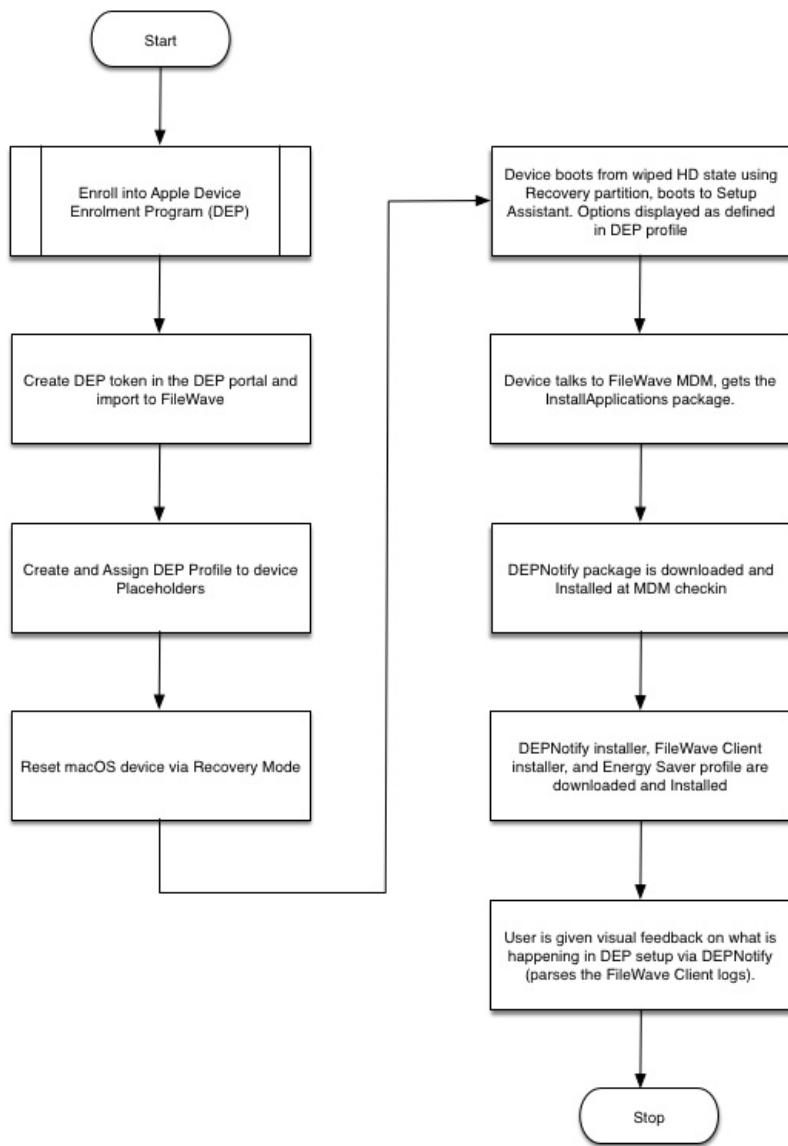 Start
Enroll into Apple Device
Enrolment Program (DEP)
Create DEP token in the DEP portal and
import to FileWave
Create and Assign DEP Profile to device
Placeholders
Reset macOS device via Recovery Mode
Device boots from wiped HD state using
Recovery partition, boots to Setup
Assistant. Options displayed as defined
in DEP profile
Device talks to FileWave MDM, gets the
InstallApplications package.
DEPNotify package is downloaded and
Installed at MDM checkin
DEPNotify installer, FileWave Client
installer, and Energy Saver profile are
downloaded and Installed
User is given visual feedback on what is
happening in DEP setup via DEPNotify
(parses the FileWave Client logs).
Stop